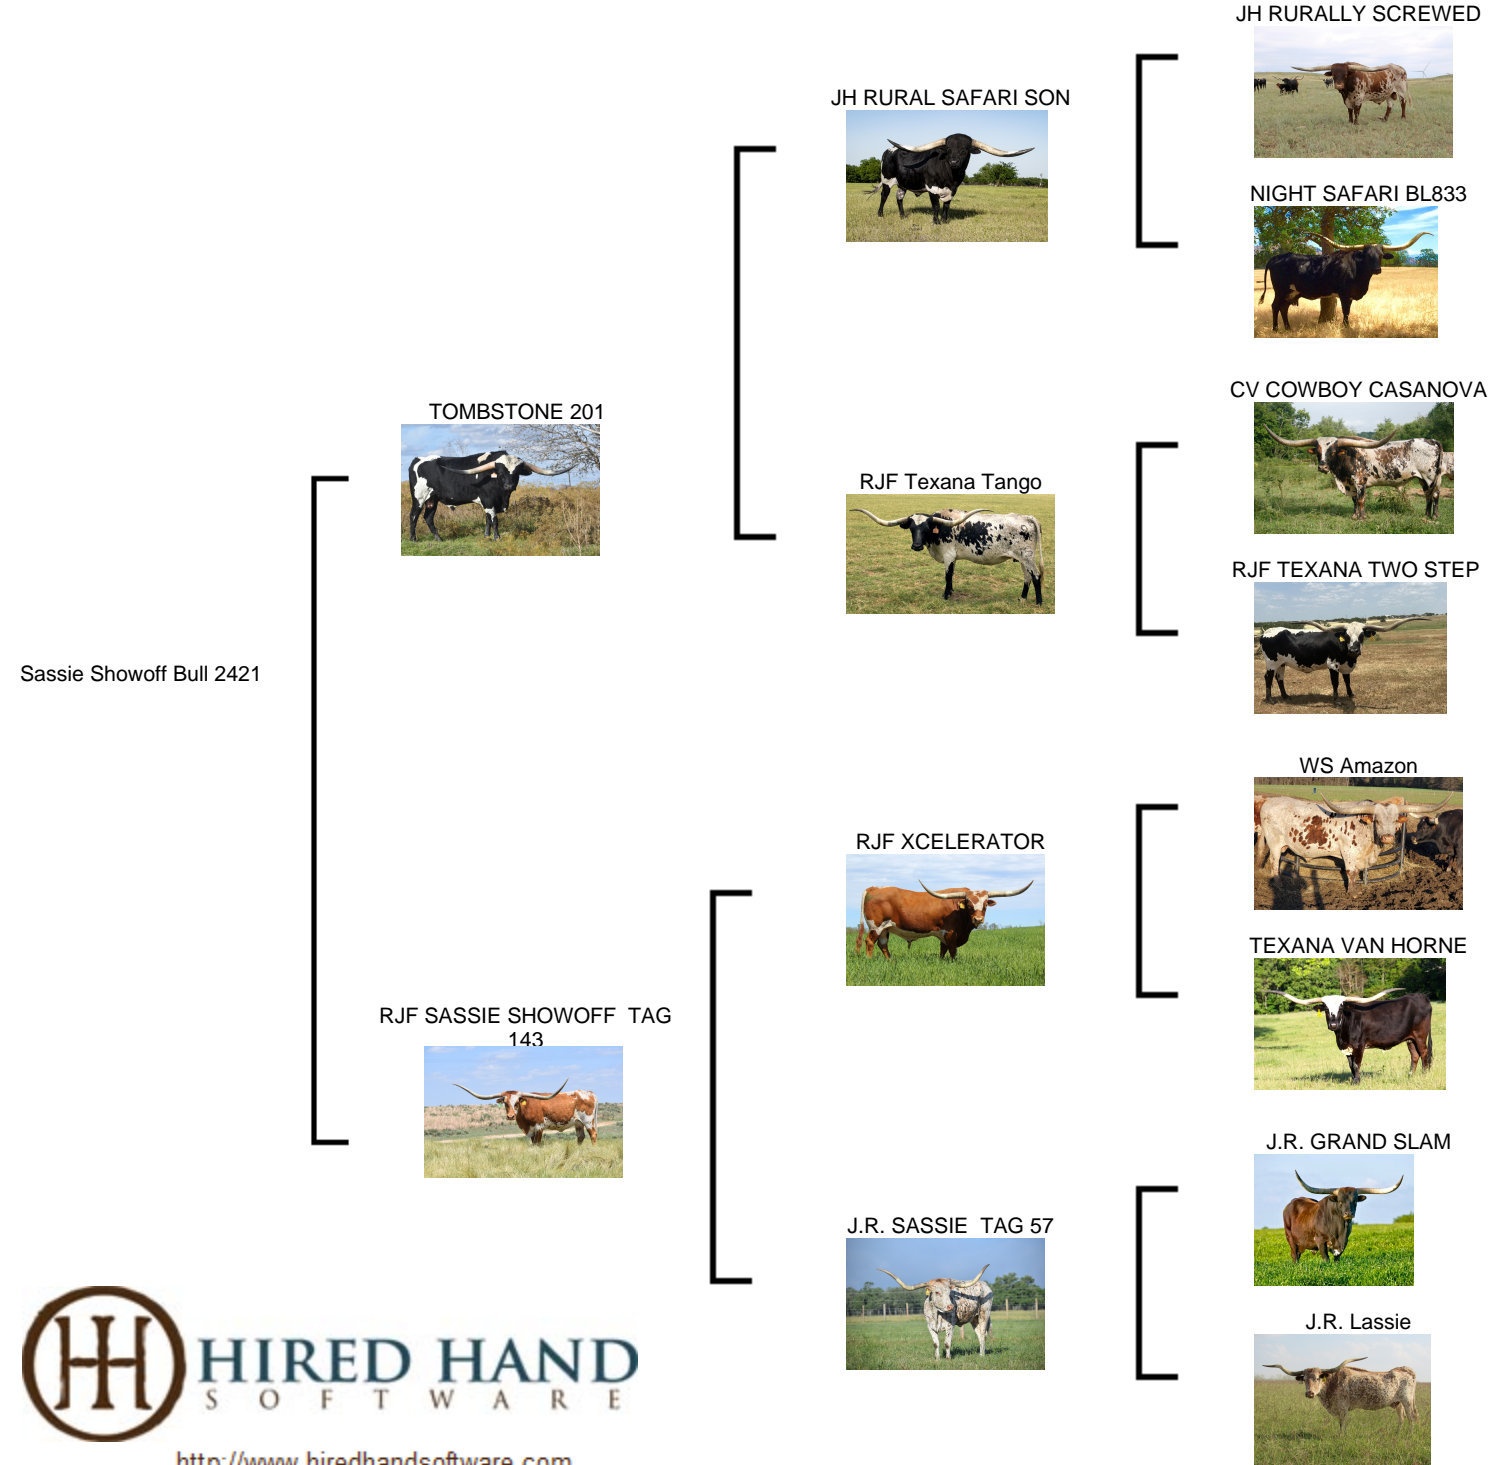 JH RURALLY SCREWED
JH RURAL SAFARI SON
NIGHT SAFARI BL833
TOMBSTONE 201
CV COWBOY CASANOVA
RJF Texana Tango
RJF TEXANA TWO STEP
Sassie Showoff Bull 2421
WS Amazon
RJF XCELERATOR
TEXANA VAN HORNE
RJF SASSIE SHOWOFF TAG
143
J.R. GRAND SLAM
J.R. SASSIE TAG 57
J.R. Lassie
HIRED HAND
SOFTWARE
http://www.hiredhandsoftware.com